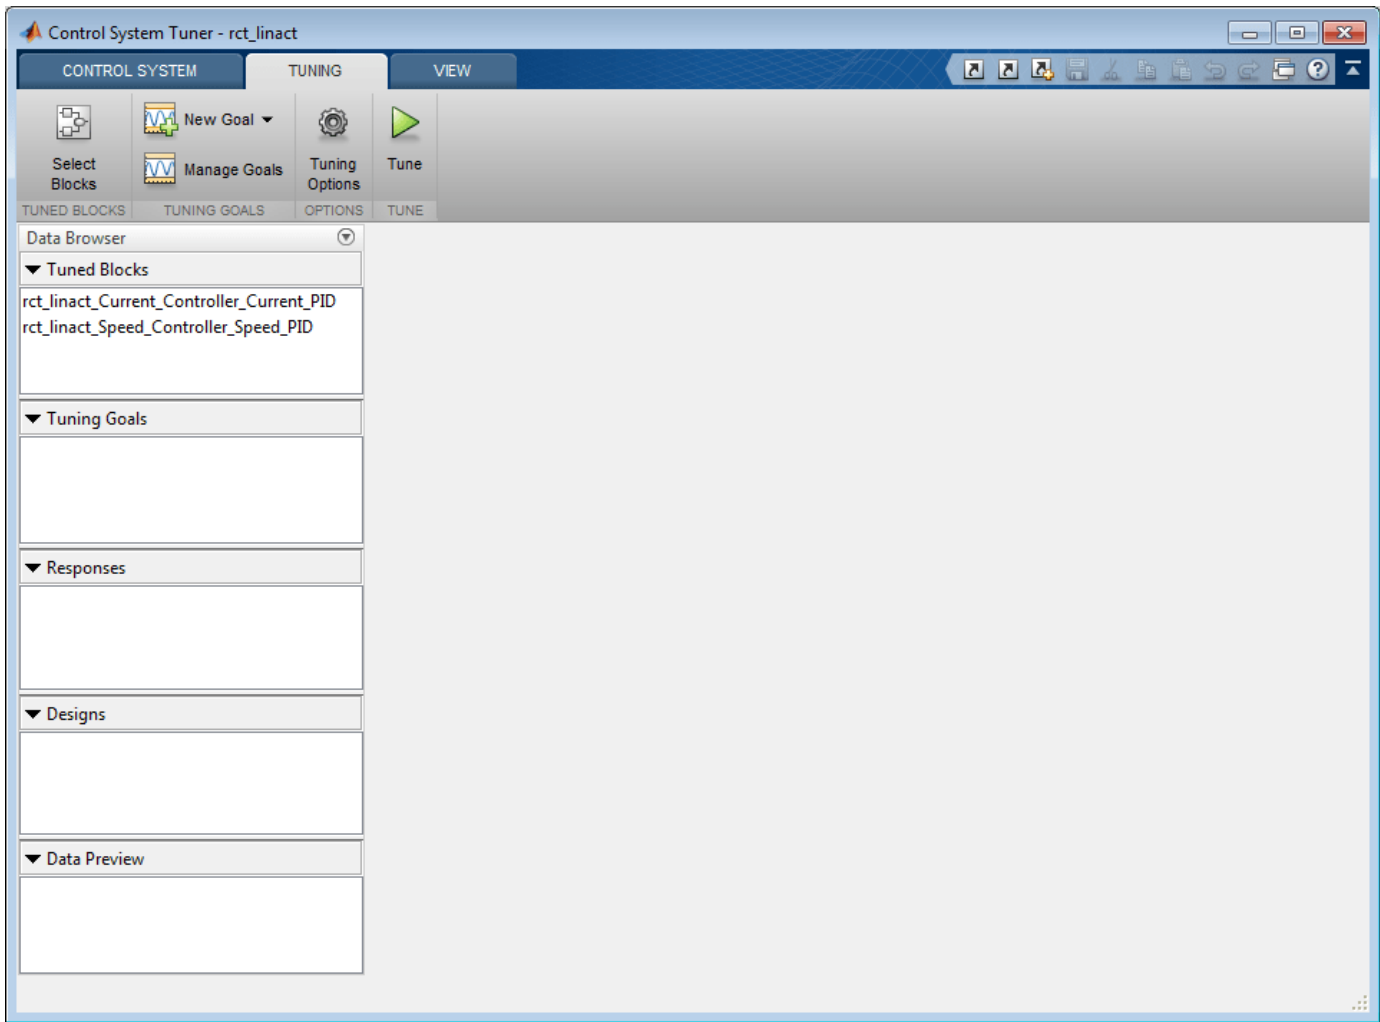 Control System Tuner - rct_linact
CONTROL SYSTEM
TUNING
VIEW
Select
Blocks
New Goal
Manage Goals
Tuning
Options
Tune
TUNED BLOCKS
TUNING GOALS
OPTIONS
TUNE
Data Browser
Tuned Blocks
rct_linact_Current_Controller_Current_PID
rct_linact_Speed_Controller_Speed_PID
Tuning Goals
Responses
Designs
Data Preview